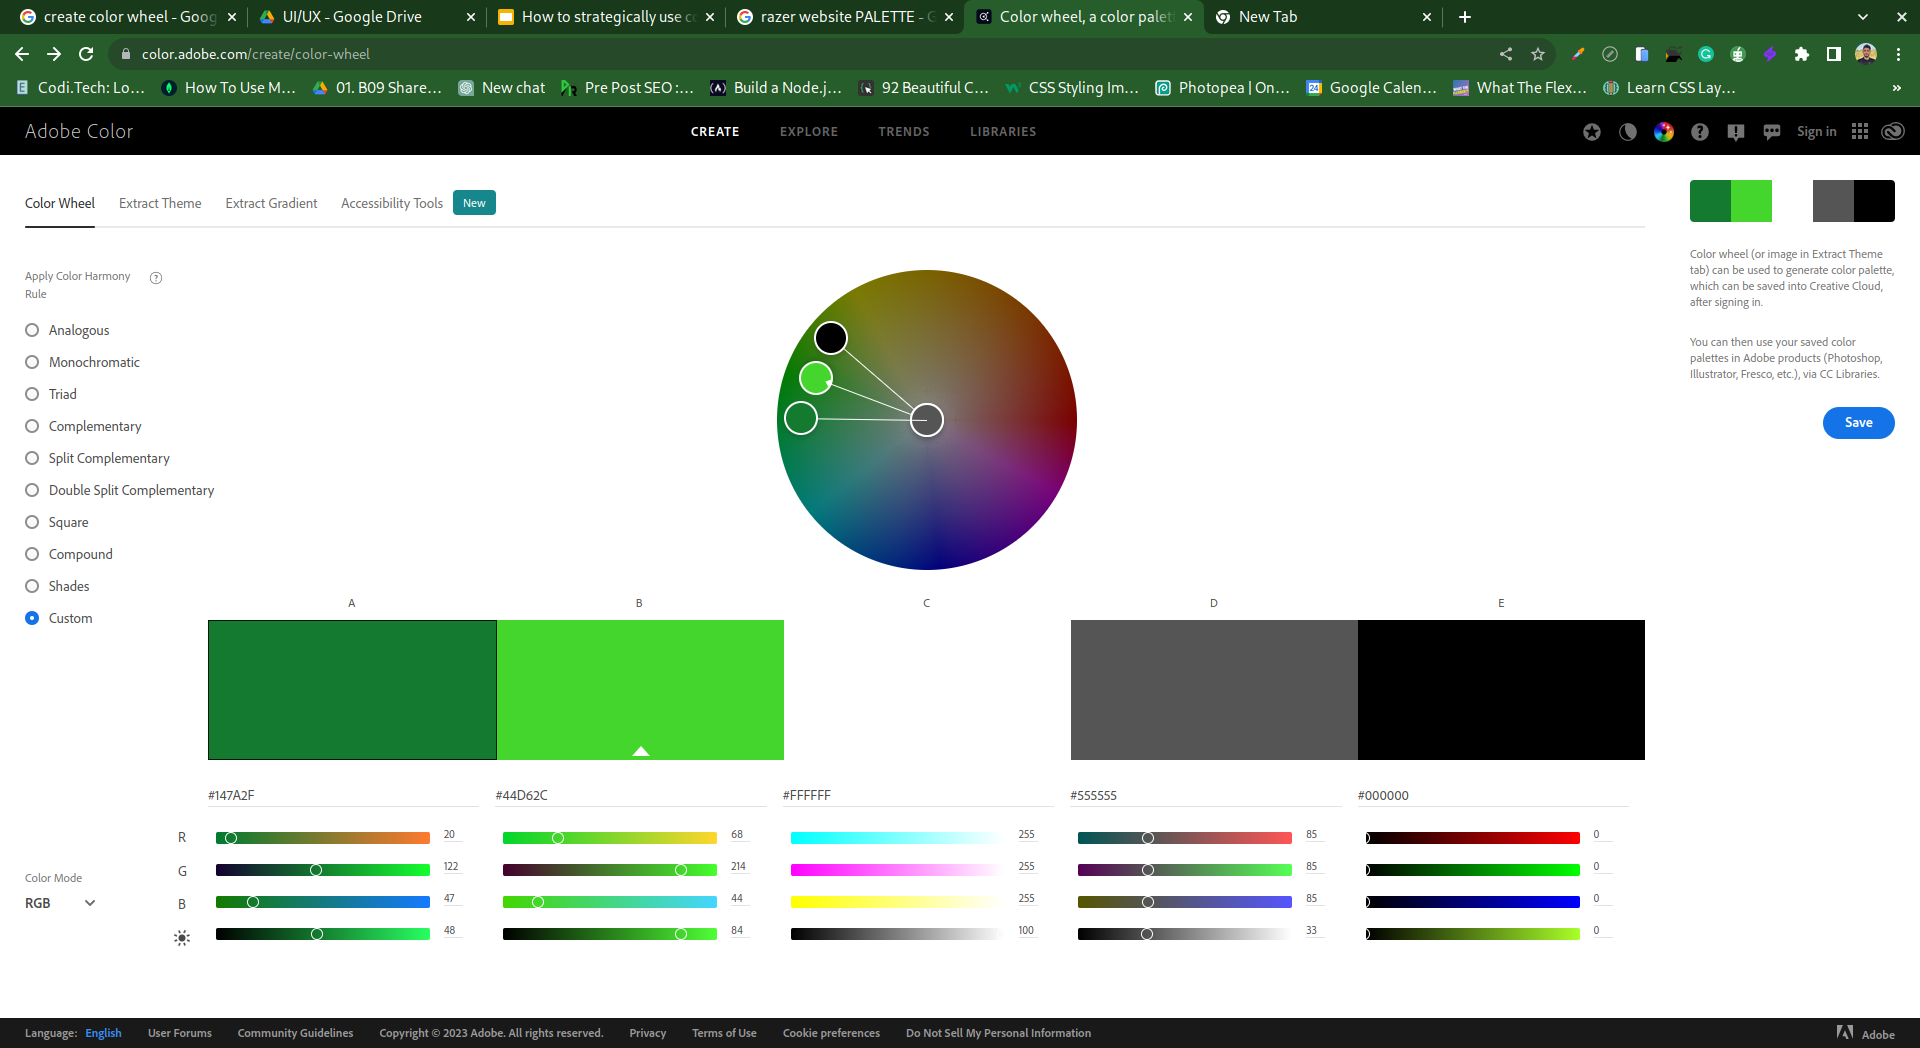 create color wheel - Goog
UI/UX - Google Drive
How to strategically use co
razer website PALETTE - G
Color wheel, a color palet
New Tab
color.adobe.com/create/color-wheel
Codi.Tech: Lo...
How To Use M...
01. B09 Share...
New chat
Pre Post SEO :...
Build a Node.j...
92 Beautiful C...
CSS Styling Im...
Photopea | On...
24
Google Calen...
What The Flex...
Learn CSS Lay...
»
Adobe Color
CREATE
EXPLORE
TRENDS
LIBRARIES
Sign in
Color Wheel
Extract Theme
Extract Gradient
Accessibility Tools
New
Apply Color Harmony
Rule
Analogous
Monochromatic
Triad
Complementary
Split Complementary
Double Split Complementary
Square
Compound
Shades
Custom
Color wheel (or image in Extract Theme
tab) can be used to generate color palette,
which can be saved into Creative Cloud,
after signing in.
You can then use your saved color
palettes in Adobe products (Photoshop,
Illustrator, Fresco, etc.), via CC Libraries.
Save
A
B
C
D
E
#147A2F
#44D62C
#FFFFFF
#555555
#000000
R
20
68
255
85
0
G
122
214
255
85
0
B
47
44
255
85
0
48
84
100
33
0
Color Mode
RGB
Language: English
User Forums
Community Guidelines
Copyright © 2023 Adobe. All rights reserved.
Privacy
Terms of Use
Cookie preferences
Do Not Sell My Personal Information
Adobe